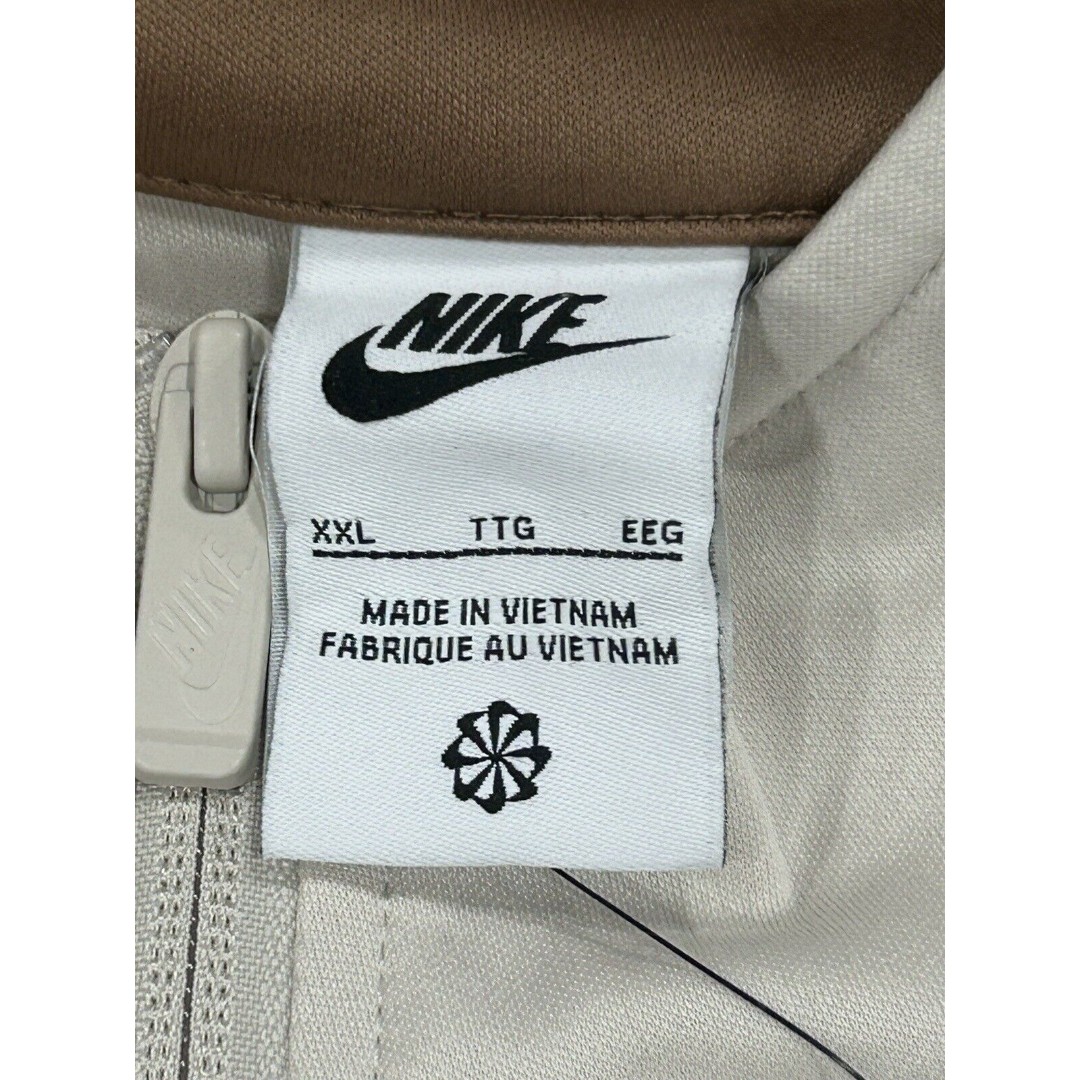 NIKE
XXL TTG EEG
MADE IN VIETNAM
FABRIQUE AU VIETNAM
NIKE